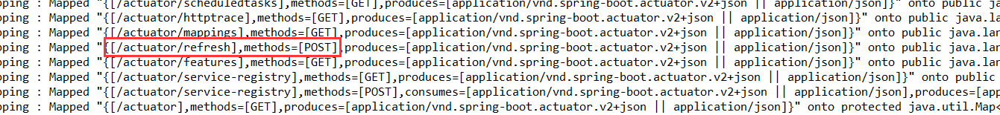 pping : Mapped "{[/actuator/scheduledtasks],methods=[GET],produces=[application/vnd.spring-boot.actuator.v2+json || application/json]}" onto public j
pping : Mapped "{[/actuator/httptrace],methods=[GET],produces=[application/vnd.spring-boot.actuator.v2+json || application/json]}" onto public java.la
pping : Mapped "{[/actuator/mappings],methods=[GET],produces=[application/vnd.spring-boot.actuator.v2+json || application/json]}" onto public java.lan
pping : Mapped "{[/actuator/refresh],methods=[POST],produces=[application/vnd.spring-boot.actuator.v2+json || application/json]}" onto public java.lan
pping : Mapped "{[/actuator/features],methods=[GET],produces=[application/vnd.spring-boot.actuator.v2+json || application/json]}" onto public java.lan
pping : Mapped "{[/actuator/service-registry],methods=[GET],produces=[application/vnd.spring-boot.actuator.v2+json || application/json]}" onto public
pping : Mapped "{[/actuator/service-registry],methods=[POST],consumes=[application/vnd.spring-boot.actuator.v2+json || application/json],produces=[app
pping : Mapped "{[/actuator],methods=[GET],produces=[application/vnd.spring-boot.actuator.v2+json || application/json]}" onto protected java.util.Map<